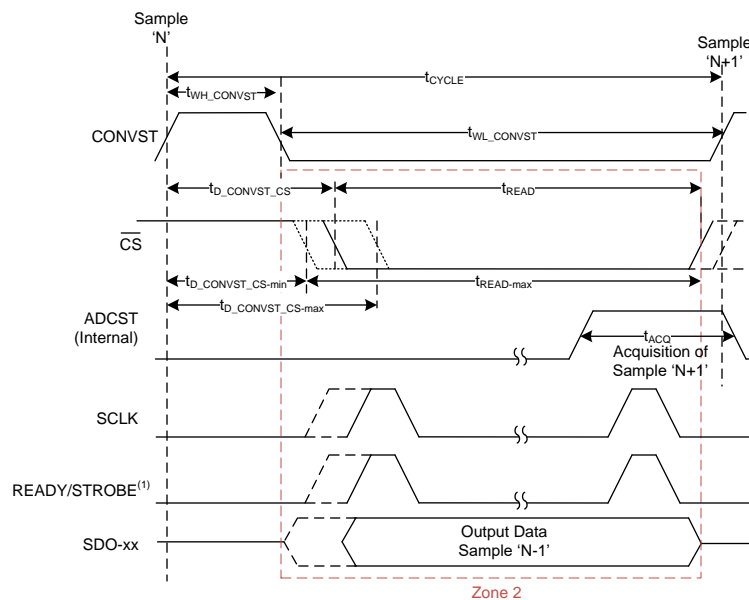 Sample
'N'
Sample
'N+1'
tCYCLE
tWH_CONVST
CONVST
tWL_CONVST
tD_CONVST_CS
tREAD
CS
tD_CONVST_CS-min
tREAD-max
tD_CONVST_CS-max
ADCST
(Internal)
tACQ
Acquisition of
Sample 'N+1'
SCLK
READY/STROBE(1)
SDO-xx
Output Data
Sample 'N-1'
Zone 2